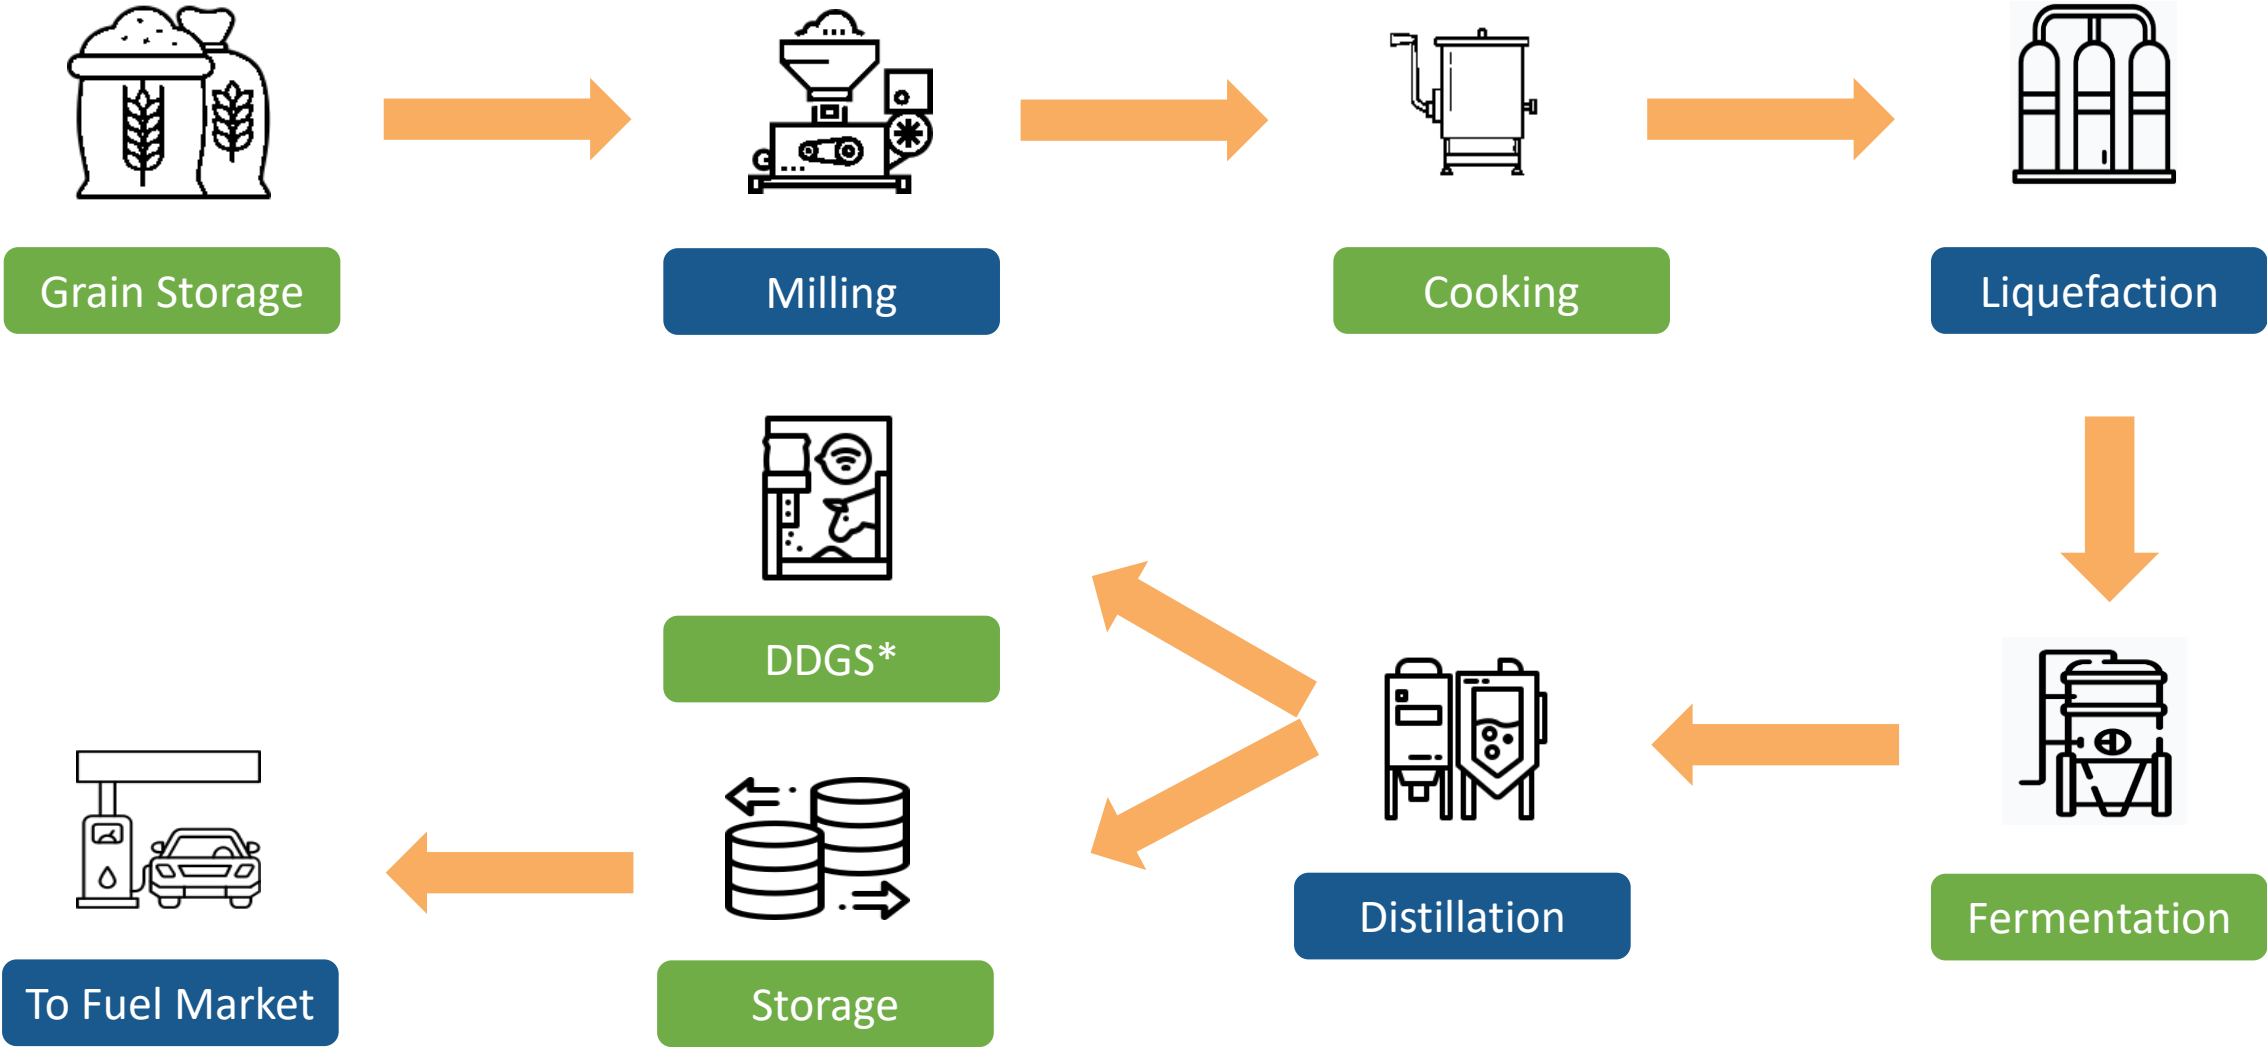 Grain Storage
Milling
Cooking
Liquefaction
DDGS*
Distillation
Fermentation
To Fuel Market
Storage